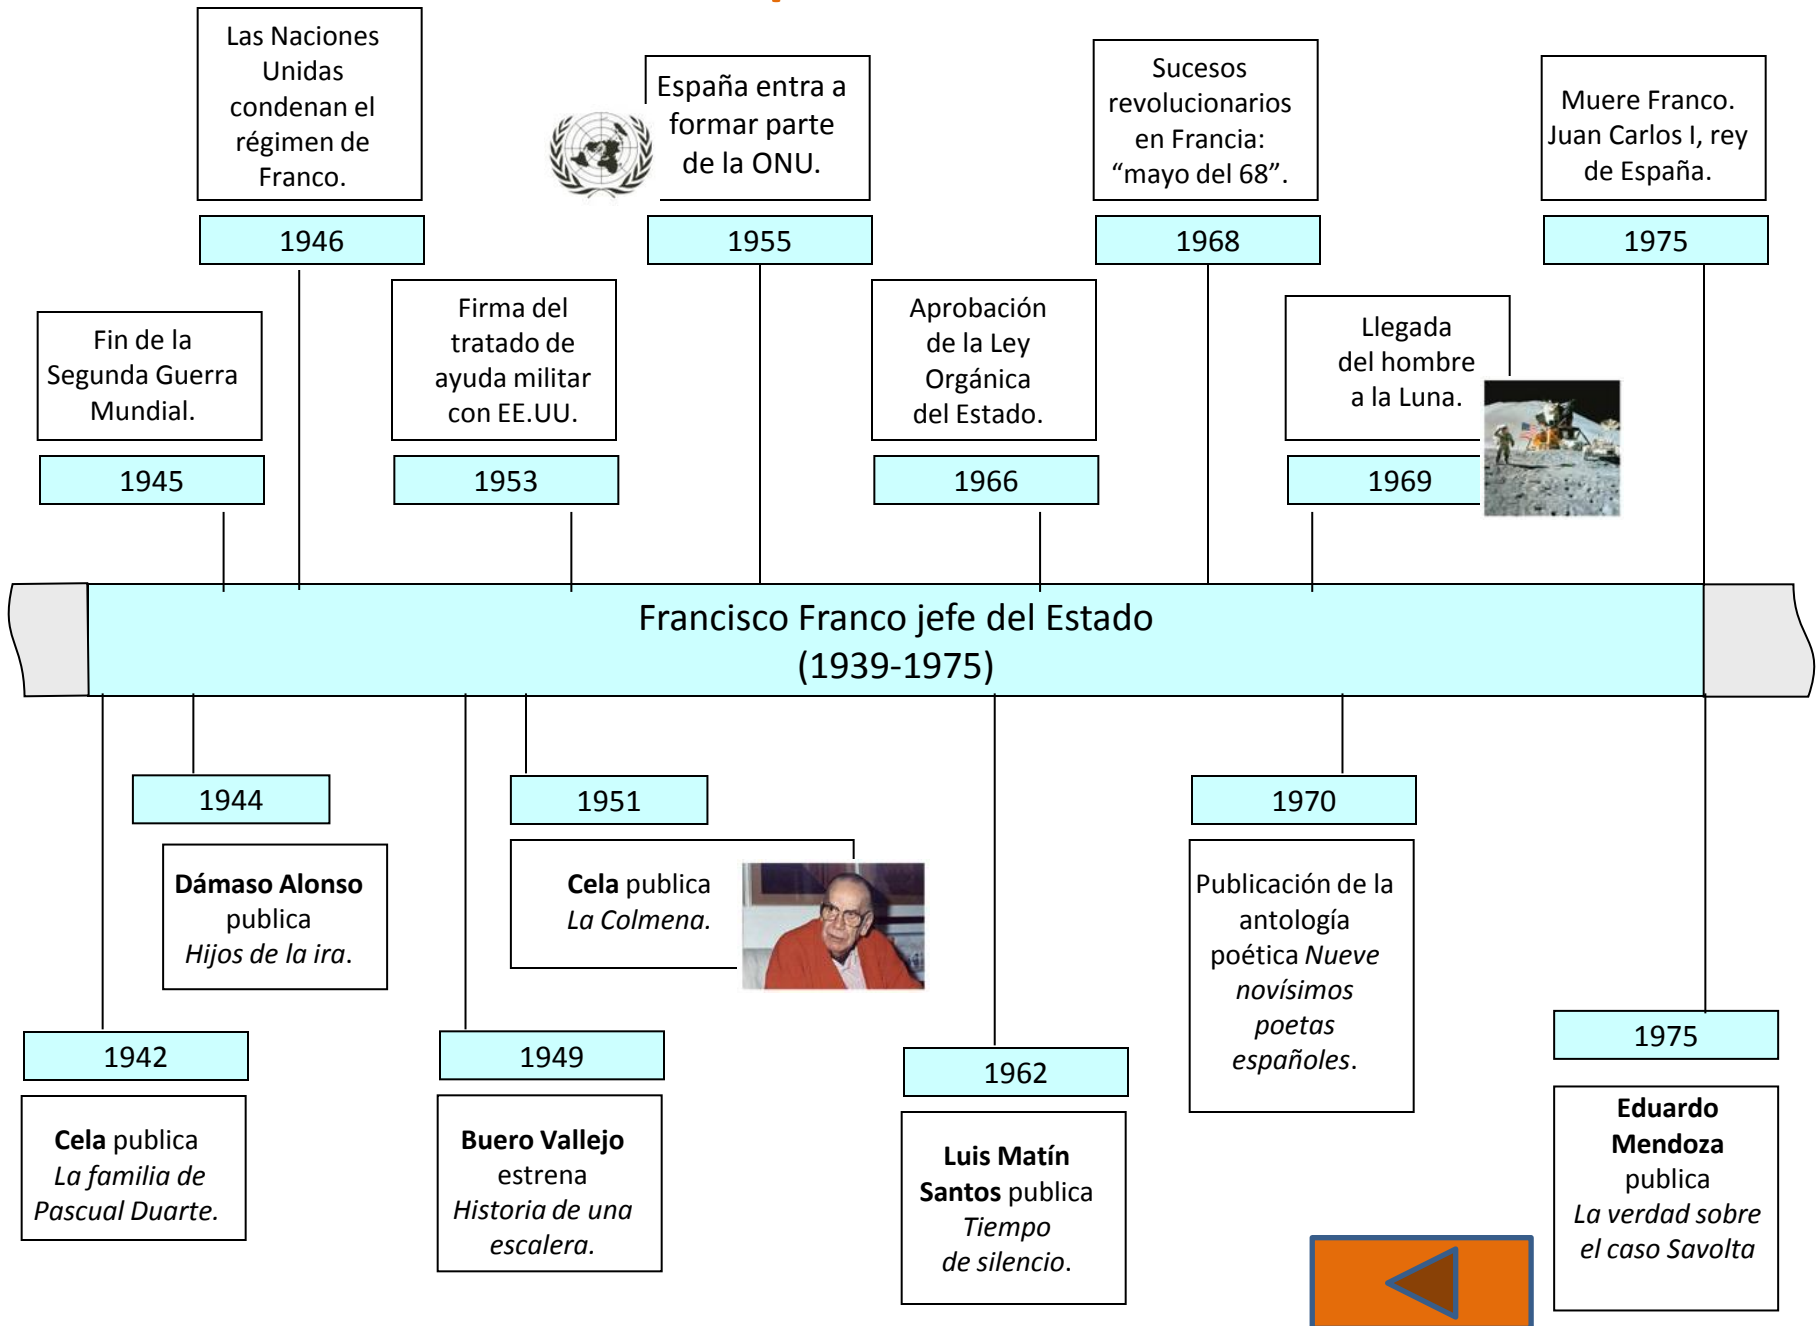 Las Naciones
Unidas
condenan el
régimen de
Franco.
1946
España entra a
formar parte
de la ONU.
1955
Sucesos
revolucionarios
en Francia:
“mayo del 68”.
1968
Muere Franco.
Juan Carlos I, rey
de España.
1975
Fin de la
Segunda Guerra
Mundial.
1945
Firma del
tratado de
ayuda militar
con EE.UU.
1953
Aprobación
de la Ley
Orgánica
del Estado.
1966
Llegada
del hombre
a la Luna.
1969
Francisco Franco jefe del Estado
(1939-1975)
1944
Dámaso Alonso
publica
Hijos de la ira.
1951
Cela publica
La Colmena.
1970
Publicación de la
antología
poética Nueve
novísimos
poetas
españoles.
1942
Cela publica
La familia de
Pascual Duarte.
1949
Buero Vallejo
estrena
Historia de una
escalera.
1962
Luis Matín
Santos publica
Tiempo
de silencio.
1975
Eduardo
Mendoza
publica
La verdad sobre
el caso Savolta